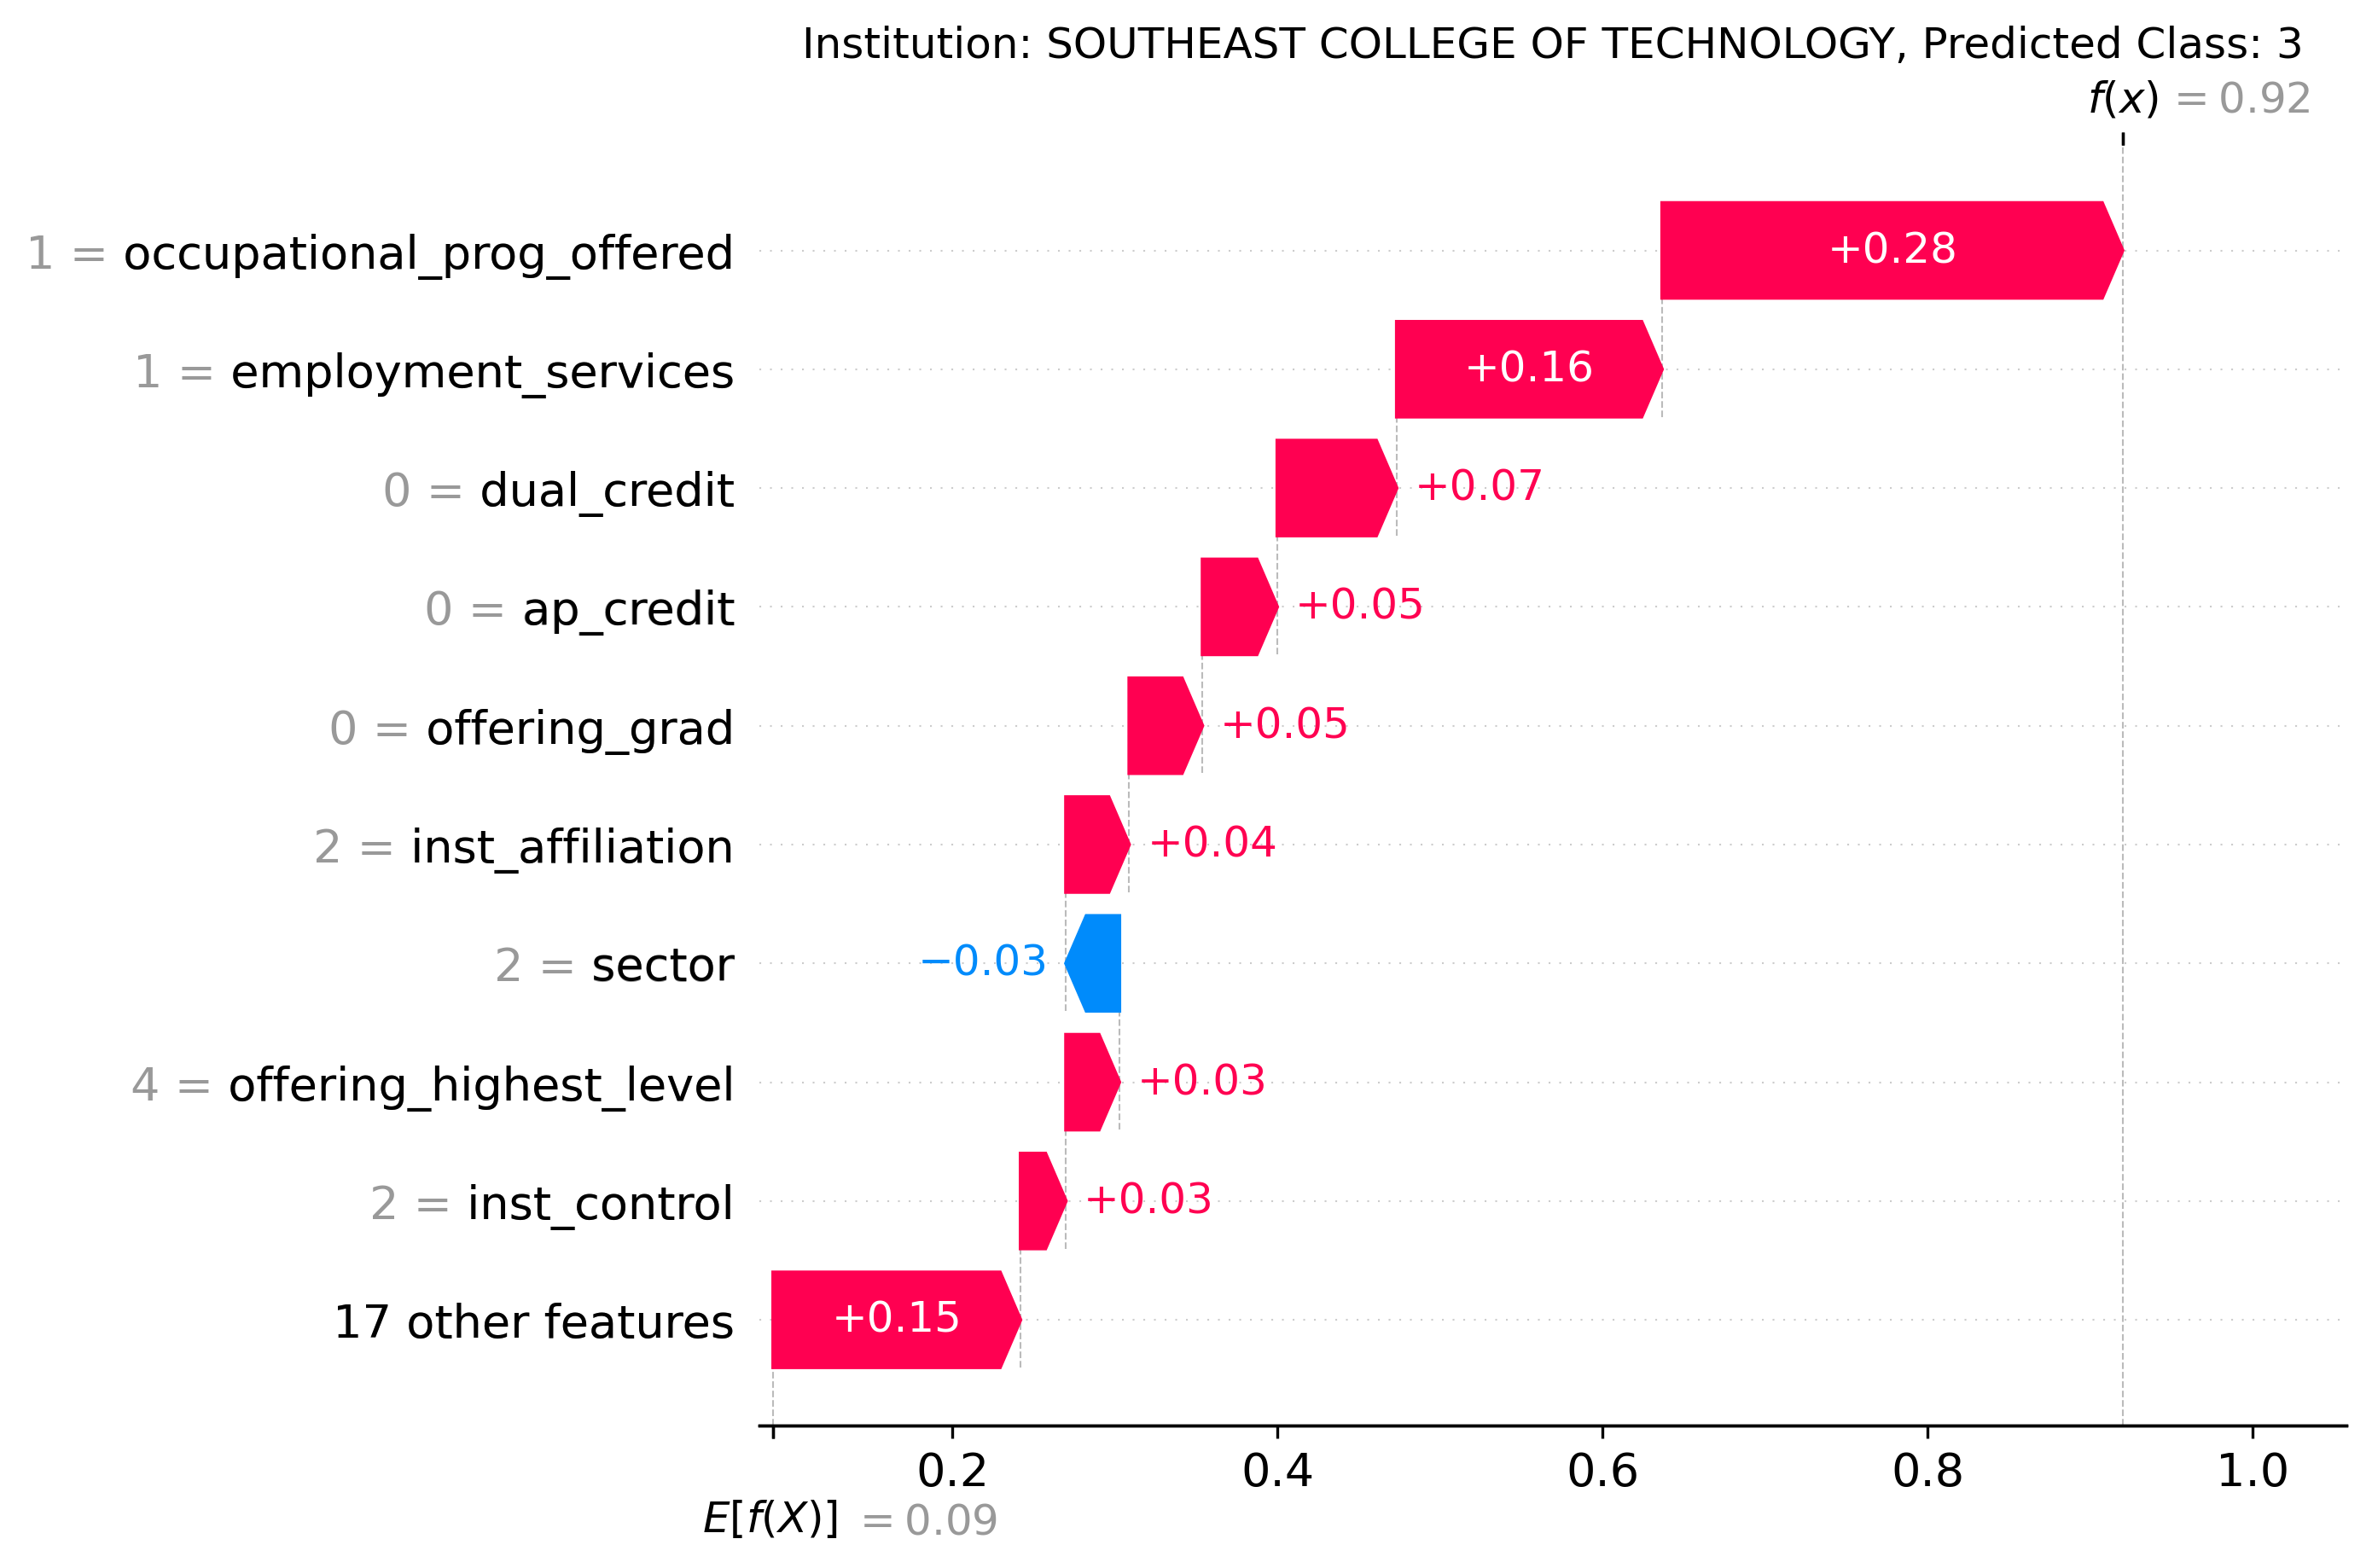 Institution: SOUTHEAST COLLEGE OF TECHNOLOGY, Predicted Class: 3
f(x) = 0.92
1 = occupational_prog_offered +0.28
1 = employment_services +0.16
0 = dual_credit +0.07
0 = ap_credit +0.05
0 = offering_grad +0.05
2 = inst_affiliation +0.04
2 = sector −0.03
4 = offering_highest_level +0.03
2 = inst_control +0.03
17 other features +0.15
0.2 0.4 0.6 0.8 1.0
E[f(X)] = 0.09